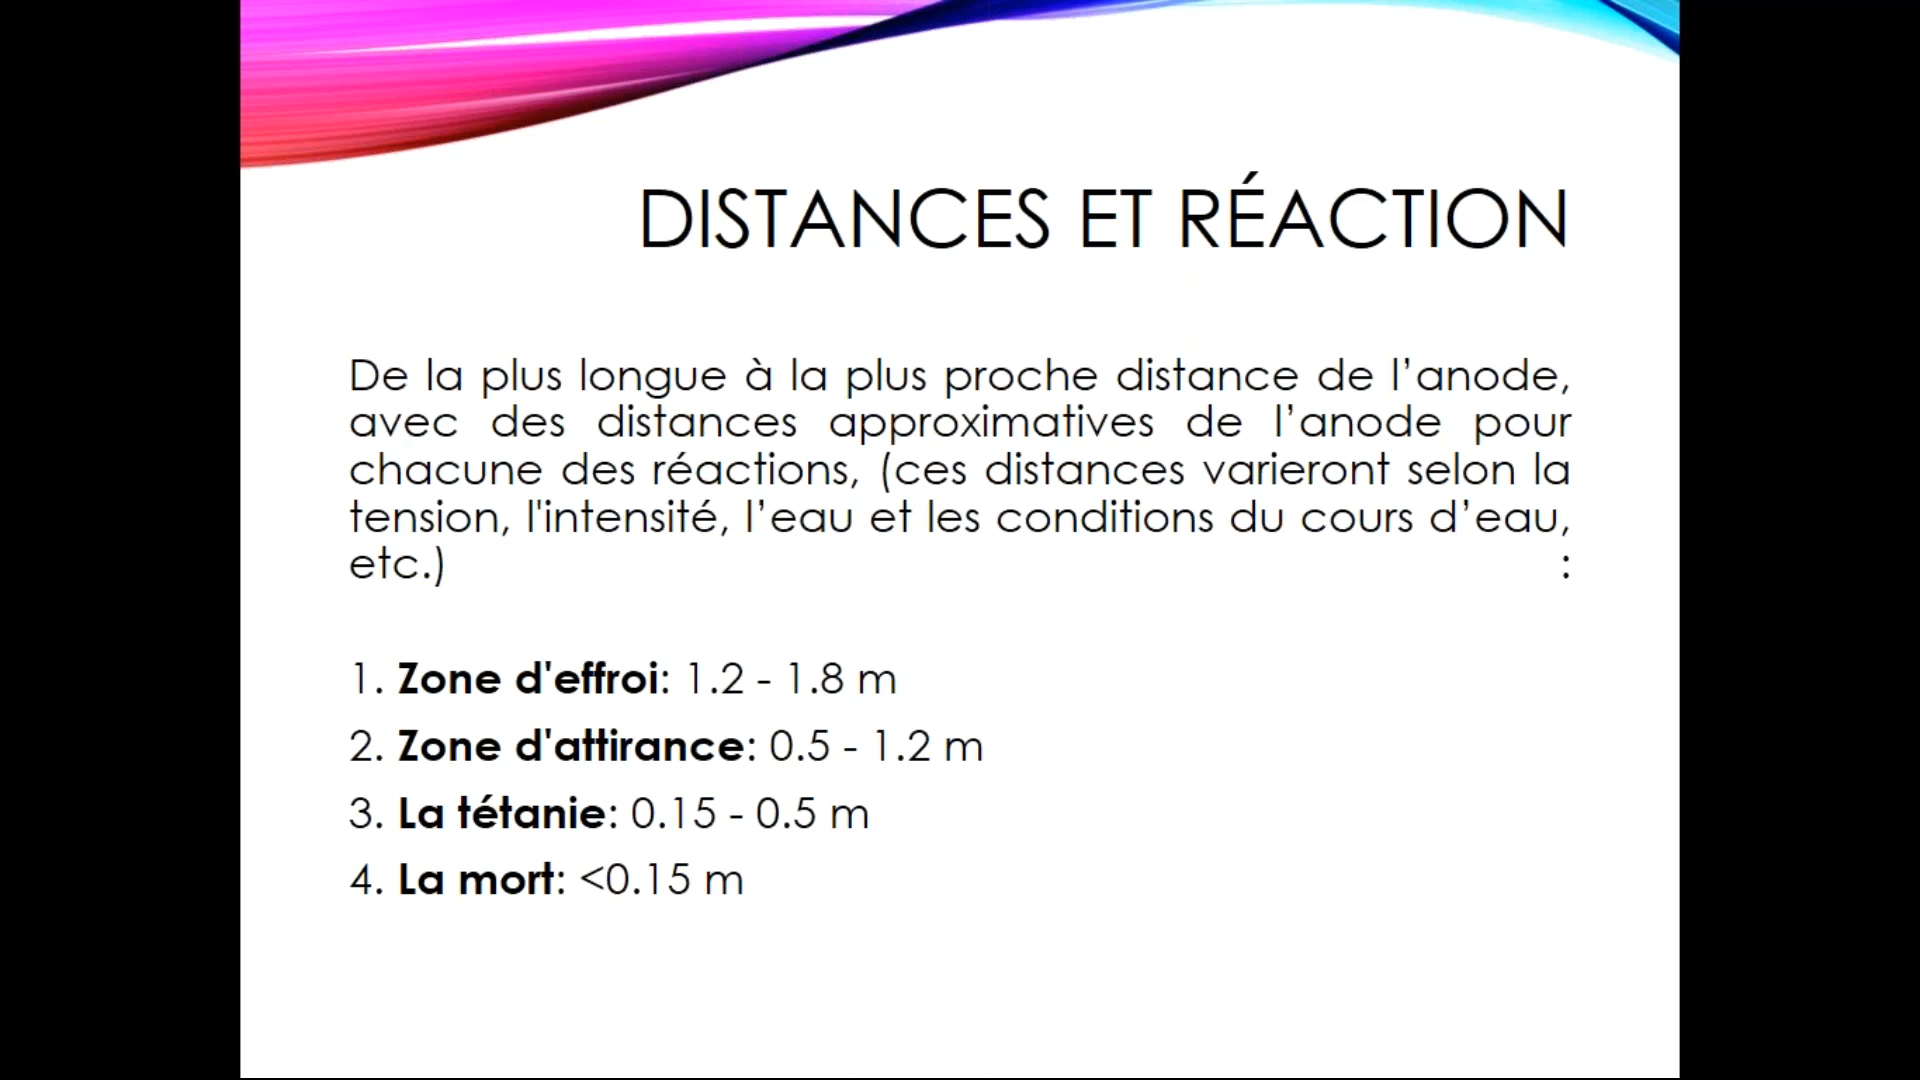 DISTANCES ET RÉACTION
De la plus longue à la plus proche distance de l’anode,
avec des distances approximatives de l’anode pour
chacune des réactions, (ces distances varieront selon la
tension, l'intensité, l’eau et les conditions du cours d’eau,
etc.) :
1. Zone d'effroi: 1.2 - 1.8 m
2. Zone d'attirance: 0.5 - 1.2 m
3. La tétanie: 0.15 - 0.5 m
4. La mort: <0.15 m